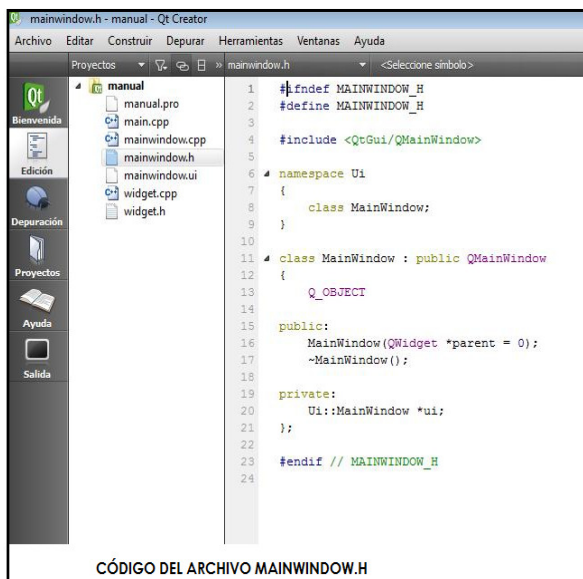 mainwindow.h - manual - Qt Creator
Archivo Editar Construir Depurar Herramientas Ventanas Ayuda
Proyectos » mainwindow.h <Seleccione símbolo>
Qt
Bienvenida
Edición
Depuración
Proyectos
Ayuda
Salida
manual
manual.pro
main.cpp
mainwindow.cpp
mainwindow.h
mainwindow.ui
widget.cpp
widget.h
1 #ifndef MAINWINDOW_H
2 #define MAINWINDOW_H
3
4 #include <QtGui/QMainWindow>
5
6 namespace Ui
7 {
8 class MainWindow;
9 }
10
11 class MainWindow : public QMainWindow
12 {
13 Q_OBJECT
14
15 public:
16 MainWindow(QWidget *parent = 0);
17 ~MainWindow();
18
19 private:
20 Ui::MainWindow *ui;
21 };
22
23 #endif // MAINWINDOW_H
24
CÓDIGO DEL ARCHIVO MAINWINDOW.H